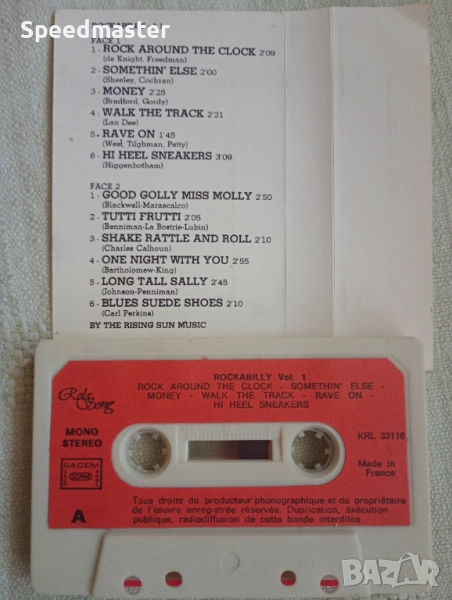 Speedmaster
FACE 1
1 - ROCK AROUND THE CLOCK 2'09
(de Knight, Freedman)
2 - SOMETHIN' ELSE 2'00
(Sheeley, Cochran)
3 - MONEY 2'25
(Bradford, Gordy)
4 - WALK THE TRACK 2'21
(Lan Dee)
5 - RAVE ON 1'45
(West, Tilghman, Petty)
6 - HI HEEL SNEAKERS 3'09
(Higgenbotham)
FACE 2
1 - GOOD GOLLY MISS MOLLY 2'50
(Blackwell-Marascalco)
2 - TUTTI FRUTTI 2'05
(Benniman-La Bostrie-Lubin)
3 - SHAKE RATTLE AND ROLL 2'10
(Charles Calhoun)
4 - ONE NIGHT WITH YOU 2'55
(Bartholomew-King)
5 - LONG TALL SALLY 2'45
(Johnson-Penniman)
6 - BLUES SUEDE SHOES 2'10
(Carl Perkins)
BY THE RISING SUN MUSIC
ROCKABILLY Vol. 1
ROCK AROUND THE CLOCK - SOMETHIN' ELSE -
MONEY - WALK THE TRACK - RAVE ON -
HI HEEL SNEAKERS
Song
MONO
STEREO
KRL 33116
SACEM
SDRM
Made in
France
A
Tous droits du producteur phonographique et du propriétaire
de l'œuvre enregistrée réservés. Duplication, éxécution
publique, radiodiffusion de cette bande interdites
BAZAR